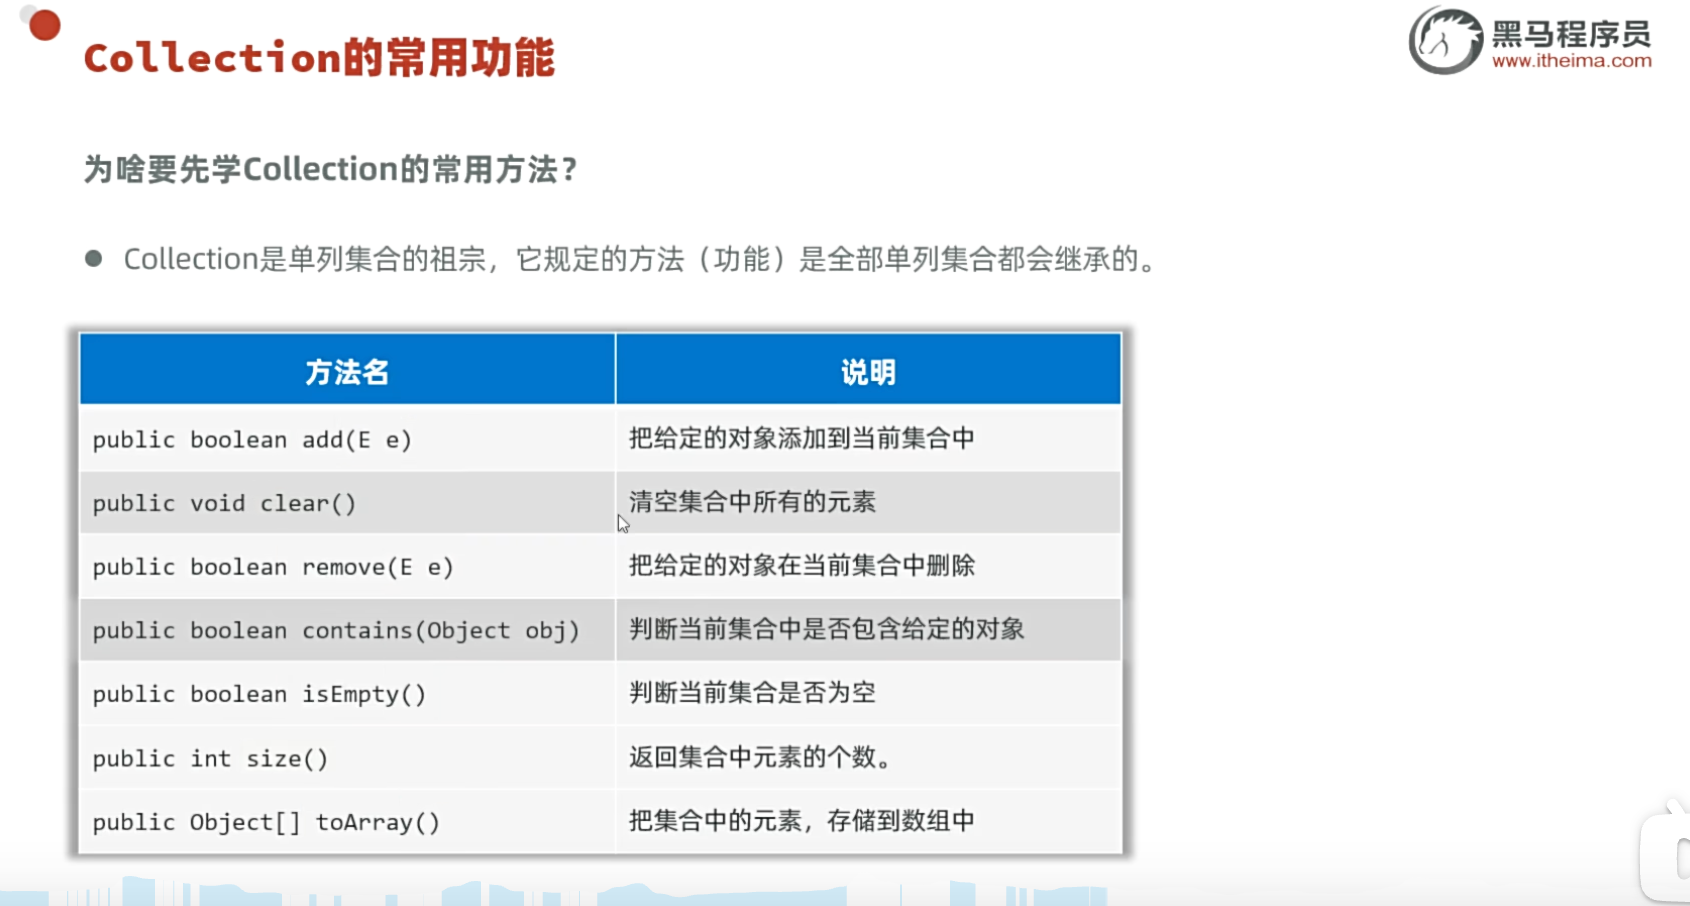 Collection的常用功能
黑马程序员
www.itheima.com
为啥要先学Collection的常用方法？
Collection是单列集合的祖宗，它规定的方法（功能）是全部单列集合都会继承的。
方法名 说明
public boolean add(E e) 把给定的对象添加到当前集合中
public void clear() 清空集合中所有的元素
public boolean remove(E e) 把给定的对象在当前集合中删除
public boolean contains(Object obj) 判断当前集合中是否包含给定的对象
public boolean isEmpty() 判断当前集合是否为空
public int size() 返回集合中元素的个数。
public Object[] toArray() 把集合中的元素，存储到数组中